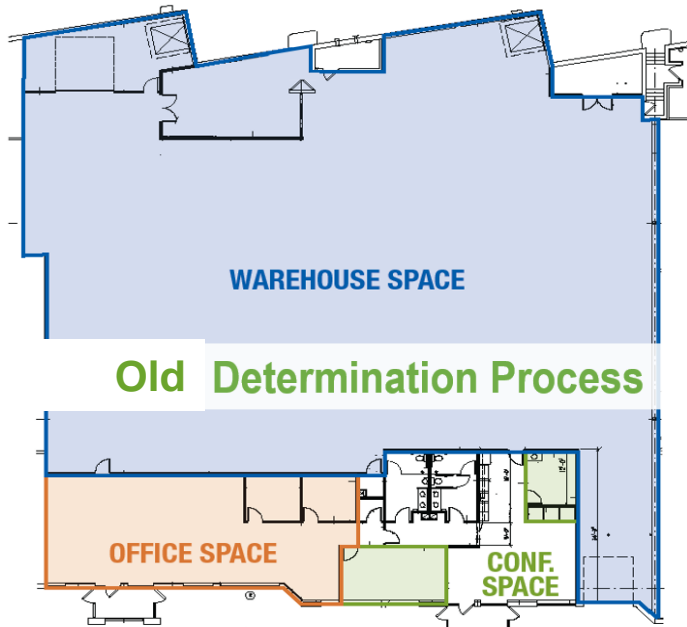 WAREHOUSE SPACE
Old Determination Process
OFFICE SPACE
CONF.
SPACE